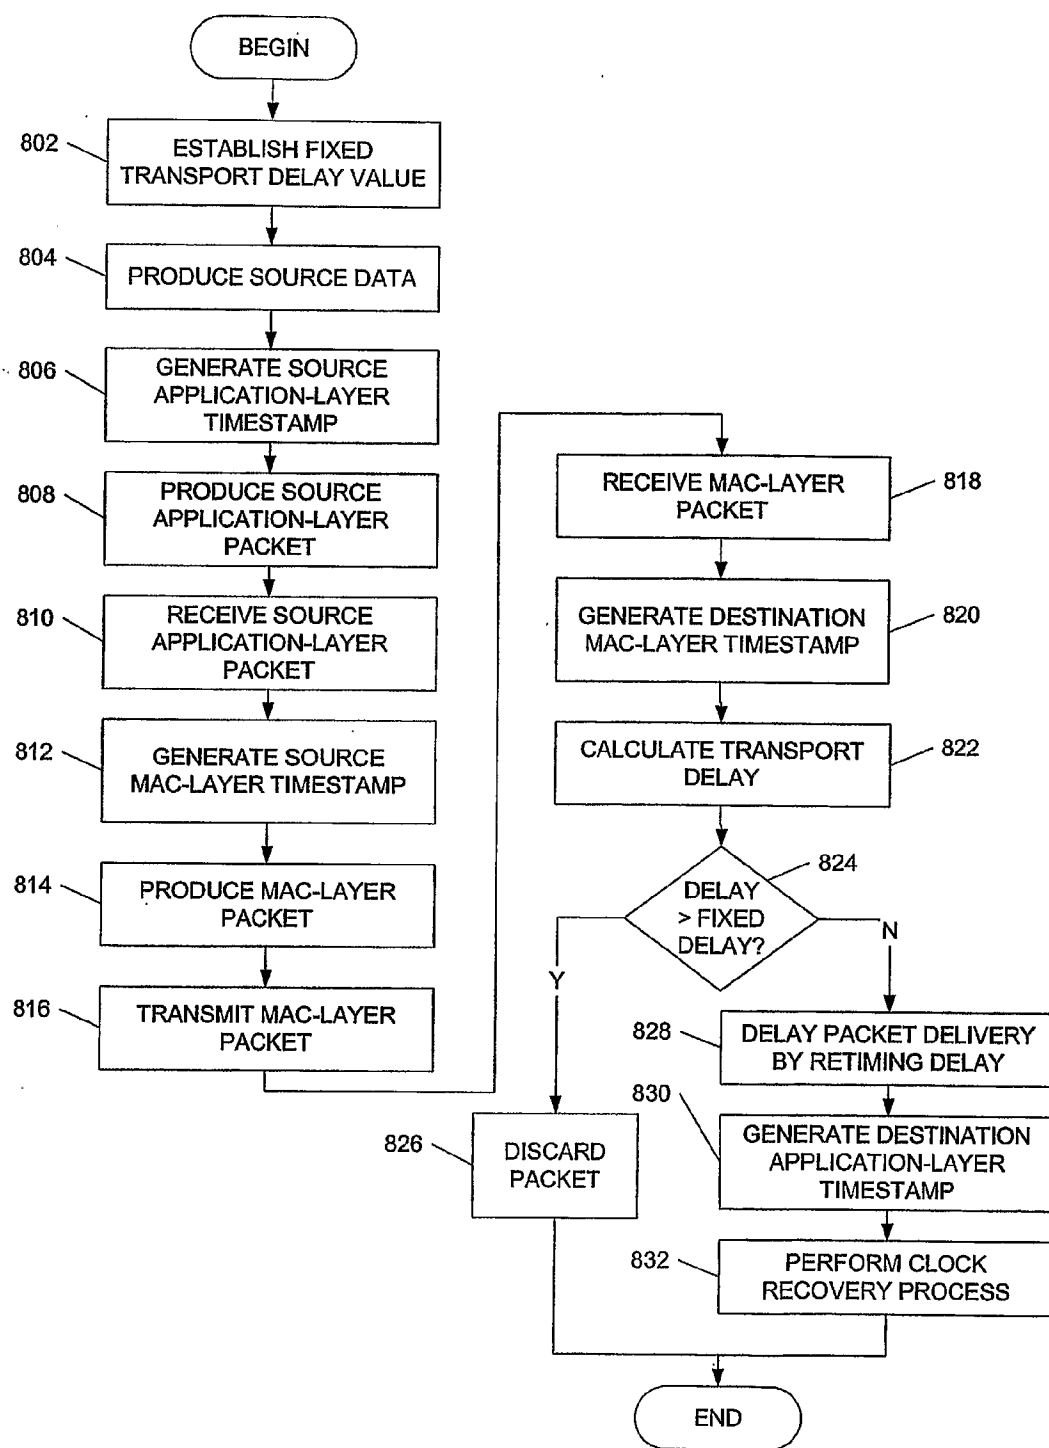 BEGIN
802
ESTABLISH FIXED
TRANSPORT DELAY VALUE
804
PRODUCE SOURCE DATA
806
GENERATE SOURCE
APPLICATION-LAYER
TIMESTAMP
808
PRODUCE SOURCE
APPLICATION-LAYER
PACKET
810
RECEIVE SOURCE
APPLICATION-LAYER
PACKET
812
GENERATE SOURCE
MAC-LAYER TIMESTAMP
814
PRODUCE MAC-LAYER
PACKET
816
TRANSMIT MAC-LAYER
PACKET
RECEIVE MAC-LAYER
PACKET
818
GENERATE DESTINATION
MAC-LAYER TIMESTAMP
820
CALCULATE TRANSPORT
DELAY
822
824
DELAY
> FIXED
DELAY?
Y
N
826
DISCARD
PACKET
828
DELAY PACKET DELIVERY
BY RETIMING DELAY
830
GENERATE DESTINATION
APPLICATION-LAYER
TIMESTAMP
832
PERFORM CLOCK
RECOVERY PROCESS
END